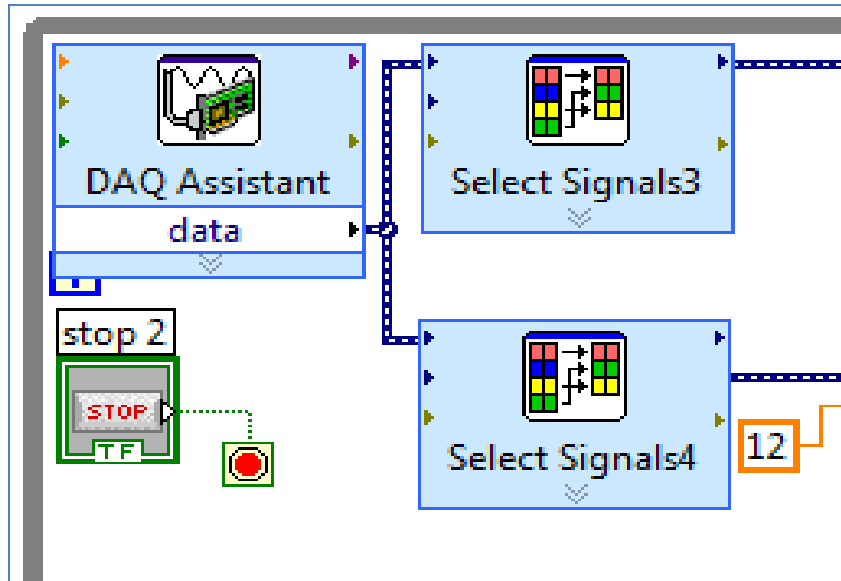 DAQ Assistant
data
Select Signals3
stop 2
STOP
TF
Select Signals4
12